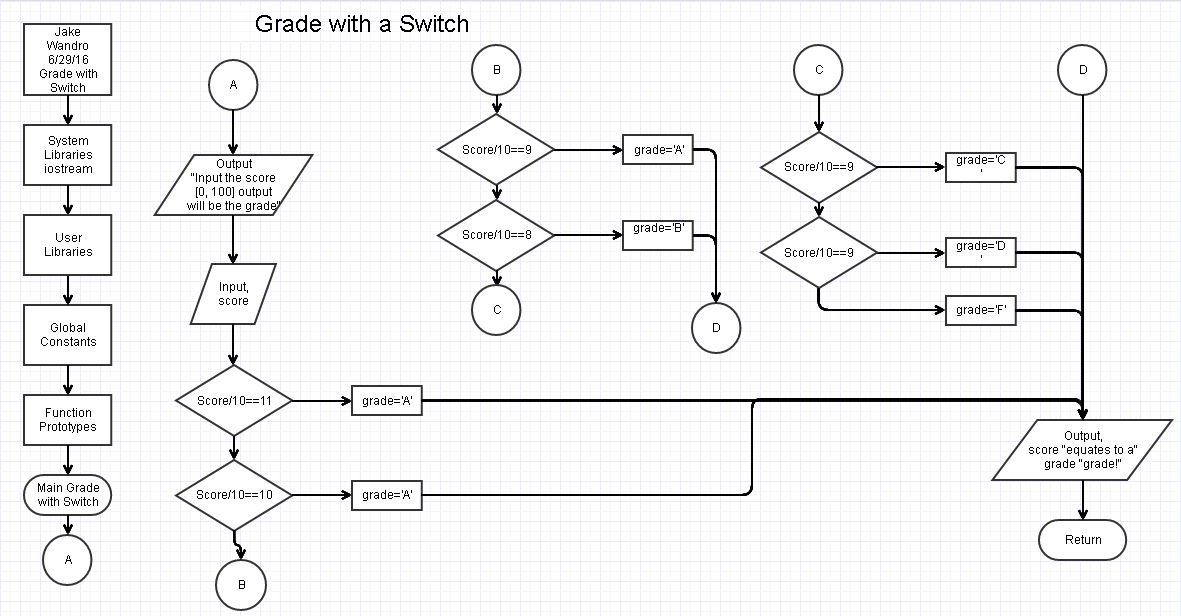 Grade with a Switch
Jake
Wandro
6/29/16
Grade with
Switch
System
Libraries
iostream
User
Libraries
Global
Constants
Function
Prototypes
Main Grade
with Switch
A
A
Output
"Input the score
[0, 100] output
will be the grade"
Input,
score
Score/10==11
grade='A'
Score/10==10
grade='A'
B
B
Score/10==9
grade='A'
Score/10==8
grade='B'
C
D
C
Score/10==9
grade='C
'
Score/10==9
grade='D
'
grade='F'
D
Output,
score "equates to a"
grade "grade!"
Return